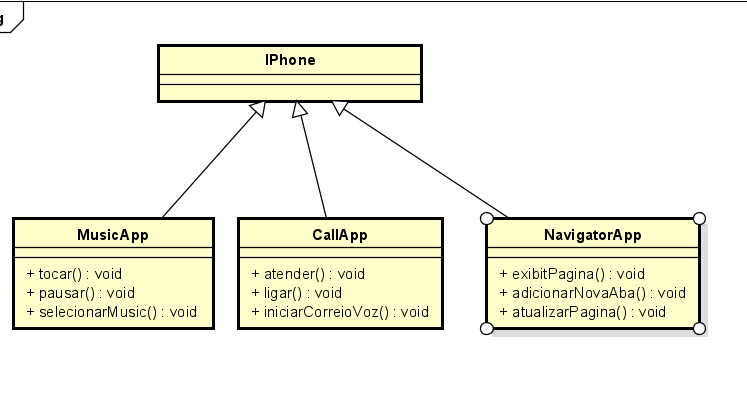 g
IPhone
MusicApp
+ tocar() : void
+ pausar() : void
+ selecionarMusic() : void
CallApp
+ atender() : void
+ ligar() : void
+ iniciarCorreioVoz() : void
NavigatorApp
+ exibitPagina() : void
+ adicionarNovaAba() : void
+ atualizarPagina() : void